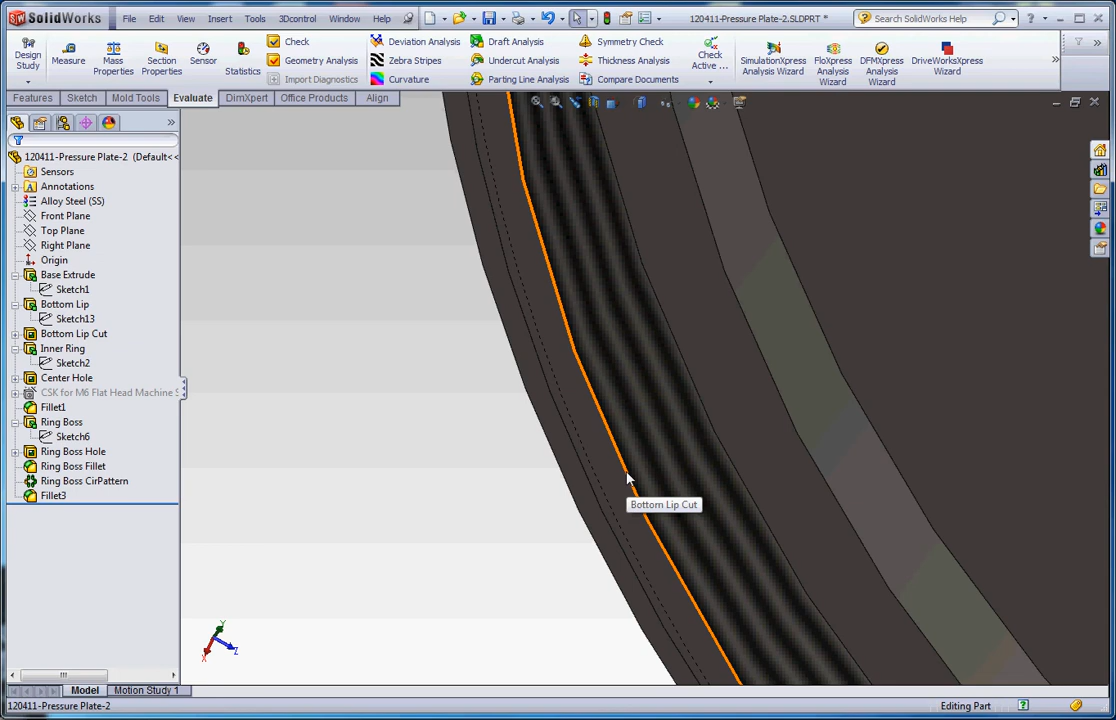 SolidWorks
File Edit View Insert Tools 3Dcontrol Window Help
120411-Pressure Plate-2.SLDPRT *
Search SolidWorks Help
Design Study
Measure
Mass Properties
Section Properties
Sensor
Statistics
Check
Geometry Analysis
Import Diagnostics
Deviation Analysis
Zebra Stripes
Curvature
Draft Analysis
Undercut Analysis
Parting Line Analysis
Symmetry Check
Thickness Analysis
Compare Documents
Check Active ...
SimulationXpress Analysis Wizard
FloXpress Analysis Wizard
DFMXpress Analysis Wizard
DriveWorksXpress Wizard
Features Sketch Mold Tools Evaluate DimXpert Office Products Align
120411-Pressure Plate-2 (Default<<
Sensors
Annotations
Alloy Steel (SS)
Front Plane
Top Plane
Right Plane
Origin
Base Extrude
Sketch1
Bottom Lip
Sketch13
Bottom Lip Cut
Inner Ring
Sketch2
Center Hole
CSK for M6 Flat Head Machine S
Fillet1
Ring Boss
Sketch6
Ring Boss Hole
Ring Boss Fillet
Ring Boss CirPattern
Fillet3
Bottom Lip Cut
Y
X
Z
Model Motion Study 1
120411-Pressure Plate-2
Editing Part